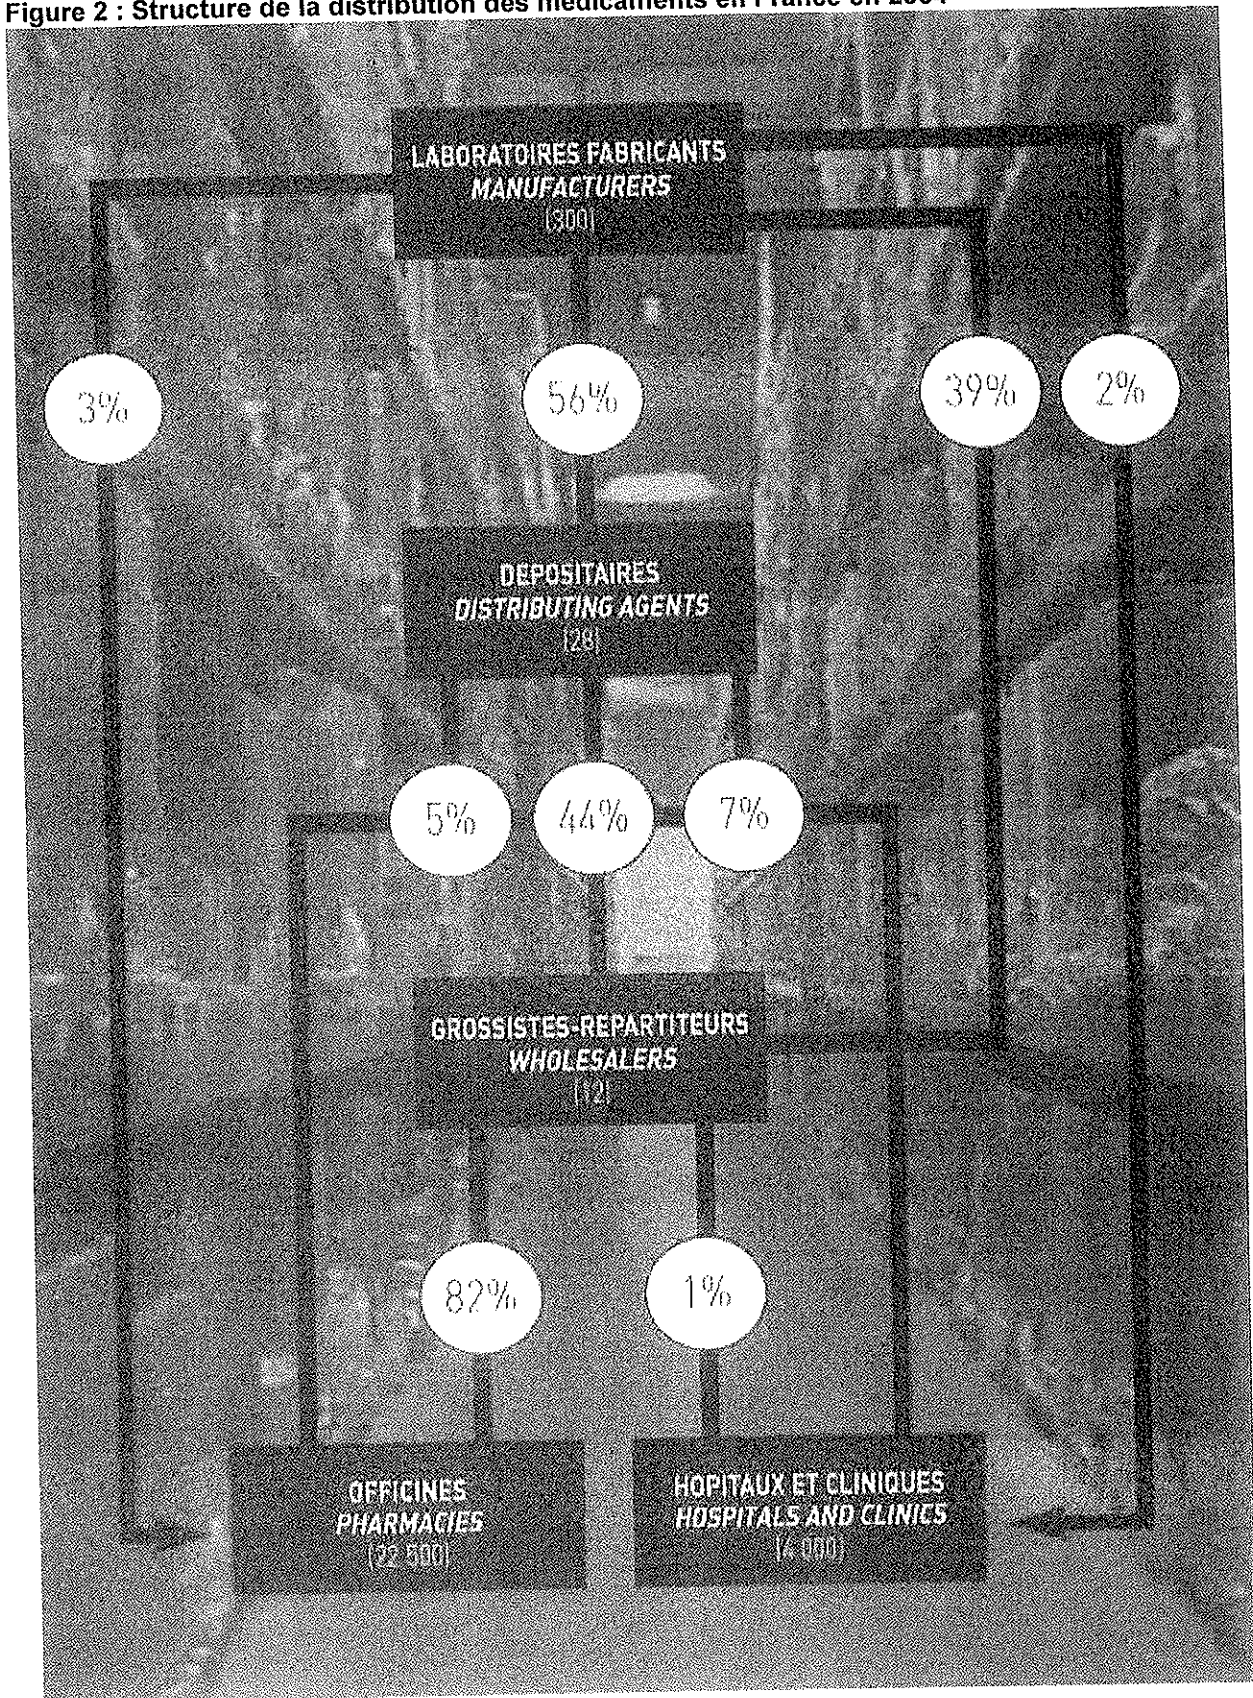 Figure 2 : Structure de la distribution des médicaments en France en
LABORATOIRES FABRICANTS
MANUFACTURERS
(300)
3%
56%
39%
2%
DEPOSITAIRES
DISTRIBUTING AGENTS
(28)
5%
44%
7%
GROSSISTES-REPARTITEURS
WHOLESALERS
(12)
82%
1%
OFFICINES
PHARMACIES
(22 500)
HOPITAUX ET CLINIQUES
HOSPITALS AND CLINICS
(4 000)